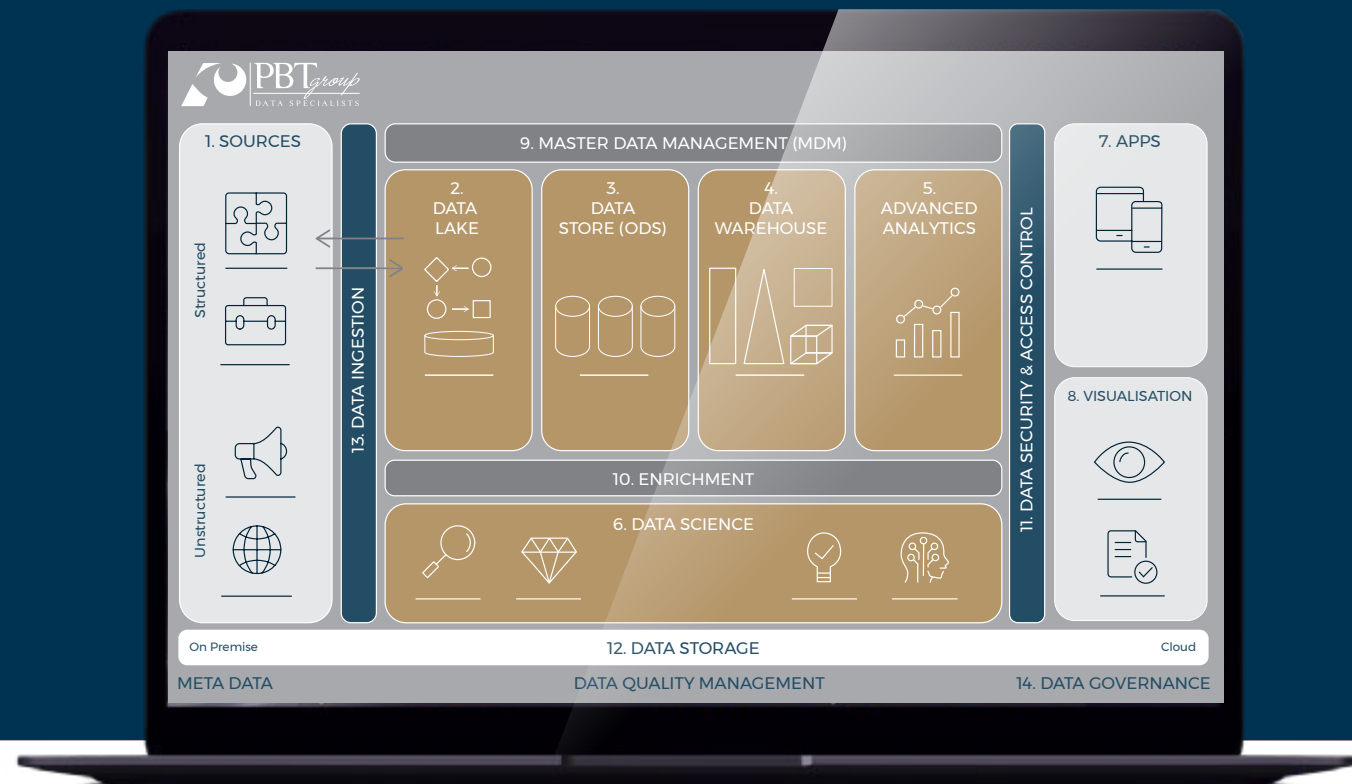 PBT group
DATA SPECIALISTS
1. SOURCES
Structured
Unstructured
13. DATA INGESTION
9. MASTER DATA MANAGEMENT (MDM)
2.
DATA
LAKE
3.
DATA
STORE (ODS)
4.
DATA
WAREHOUSE
5.
ADVANCED
ANALYTICS
10. ENRICHMENT
6. DATA SCIENCE
11. DATA SECURITY & ACCESS CONTROL
7. APPS
8. VISUALISATION
On Premise
12. DATA STORAGE
Cloud
META DATA
DATA QUALITY MANAGEMENT
14. DATA GOVERNANCE